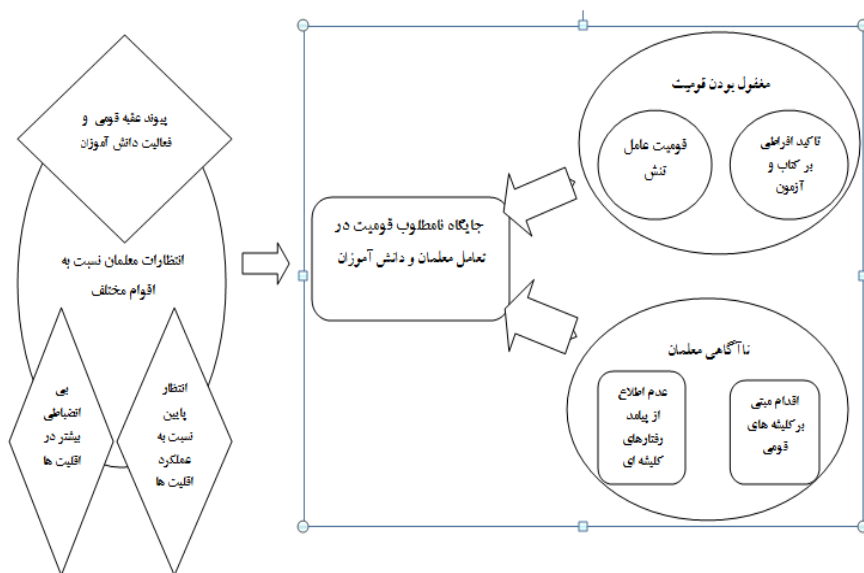 مغفول بودن قومیت
تاکید افراطی
بر کتاب و
آزمون
قومیت عامل
تنش
ناآگاهی معلمان
اقدام مبتی
بر کلیشه های
قومی
عدم اطلاع
از پیامد
رفتارهای
کلیشه ای
جایگاه نامطلوب قومیت در
تعامل معلمان و دانش آموزان
پیوند عقبه قومی و
فعالیت دانش آموزان
انتظارات معلمان نسبت به
اقوام مختلف
انتظار
پایین
نسبت به
عملکرد
اقلیت ها
بی
انضباطی
بیشتر در
اقلیت ها